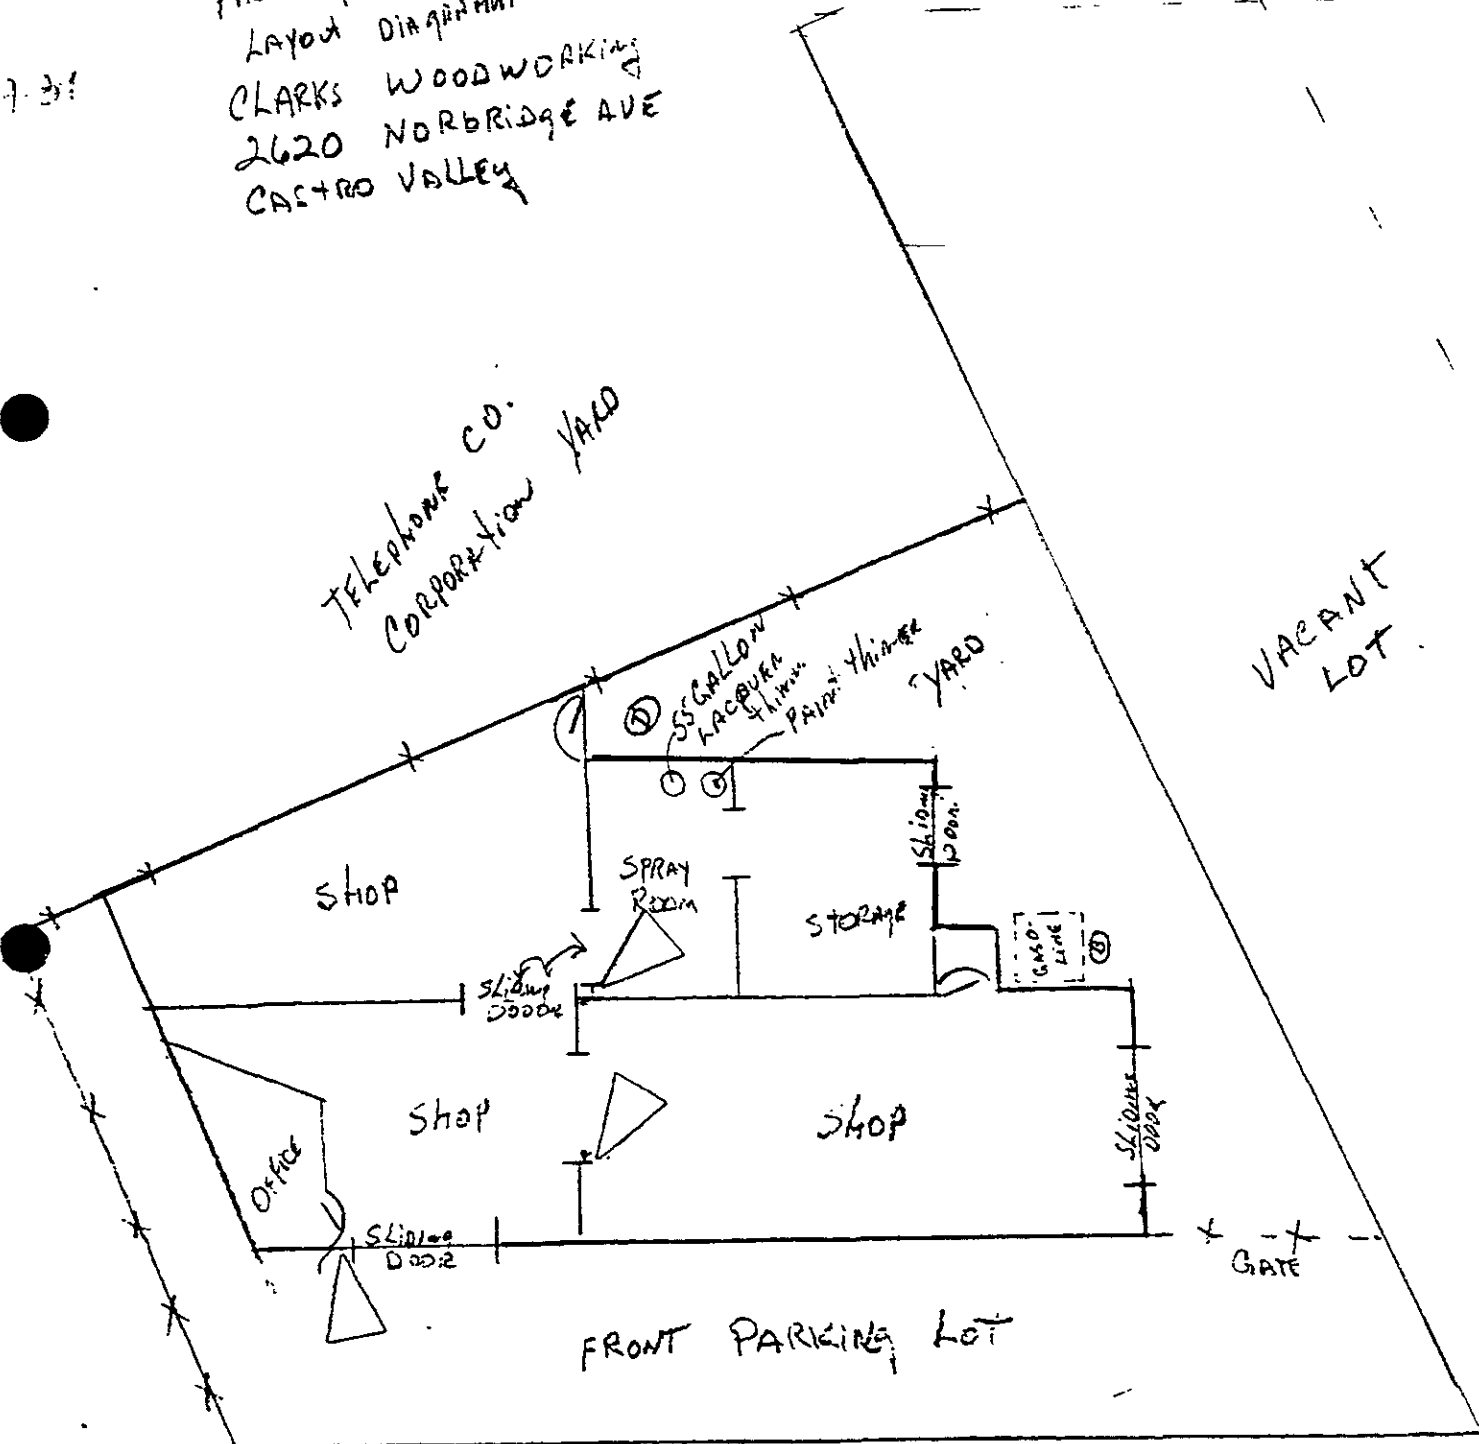 LAYOUT DIAGRAM
CLARKS WOODWORKING
2620 NORBRIDGE AVE
CASTRO VALLEY
TELEPHONE CO.
CORPORATION YARD
VACANT
LOT
55 GALLON
LACQUER
thinner
PAINT thinner
YARD
SLIDING
DOOR
SHOP
SPRAY
ROOM
STORAGE
GASO-
LINE
SLIDING
DOOR
SHOP
SHOP
SLIDING
DOOR
OFFICE
SLIDING
DOOR
GATE
FRONT PARKING LOT